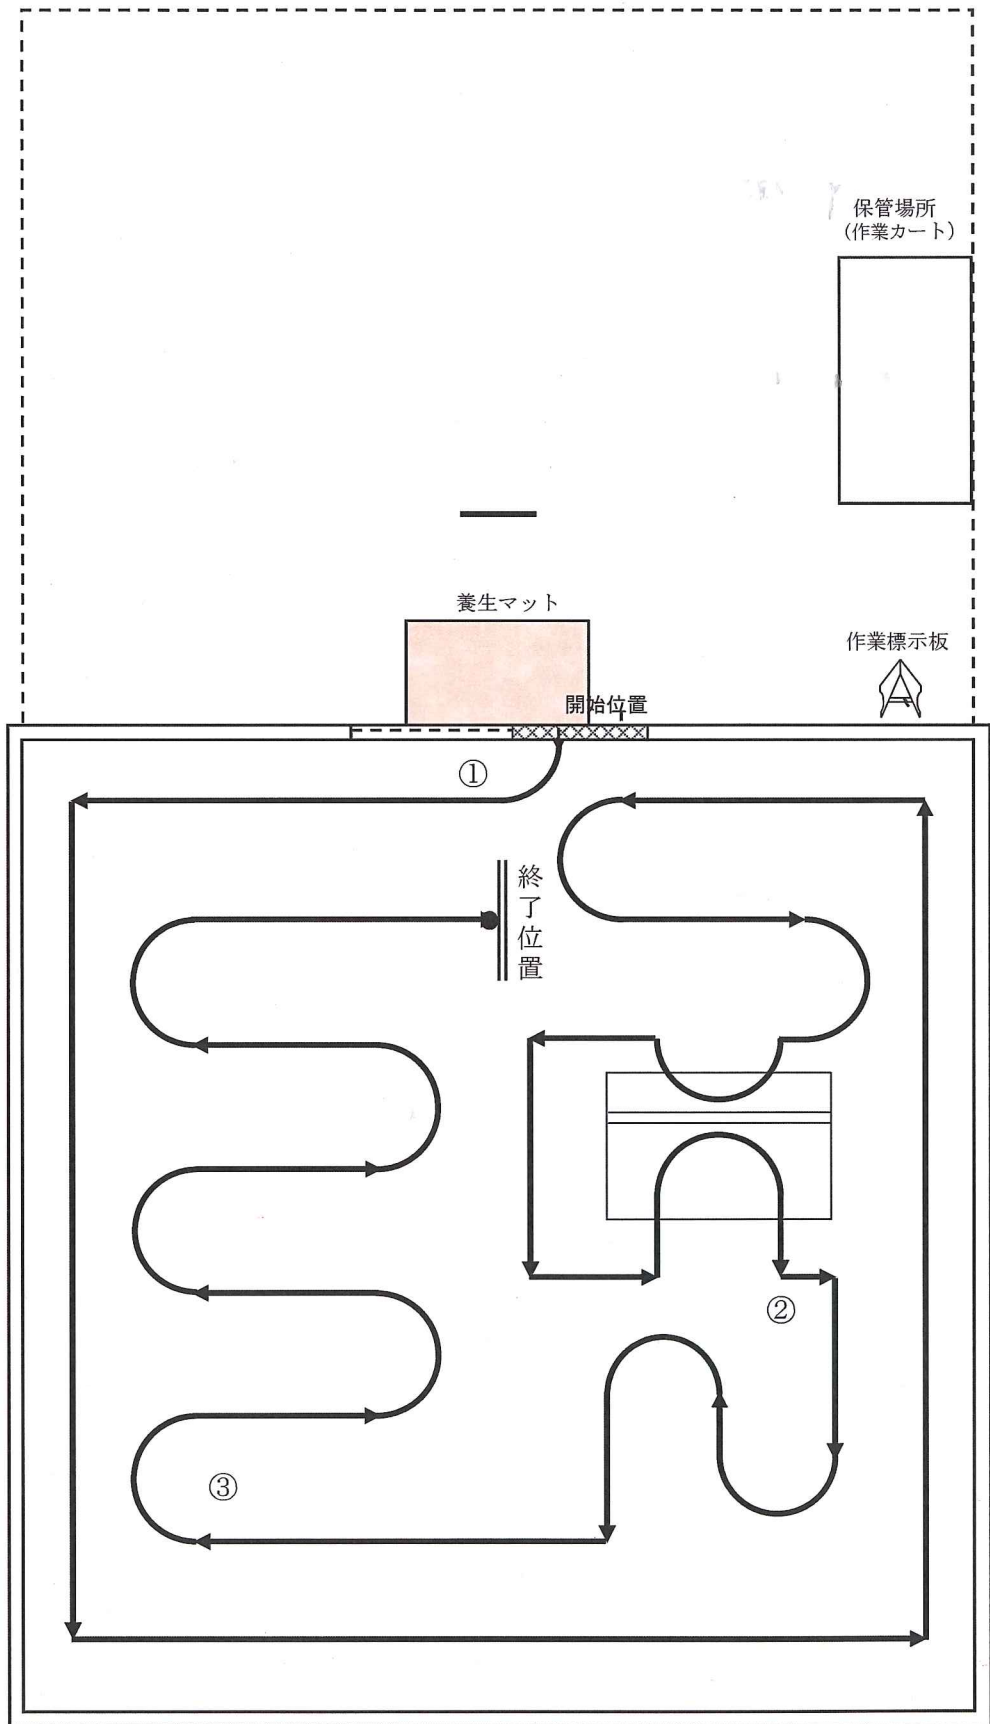 保管場所
(作業カート)
養生マット
作業標示板
開始位置
①
終了位置
②
③